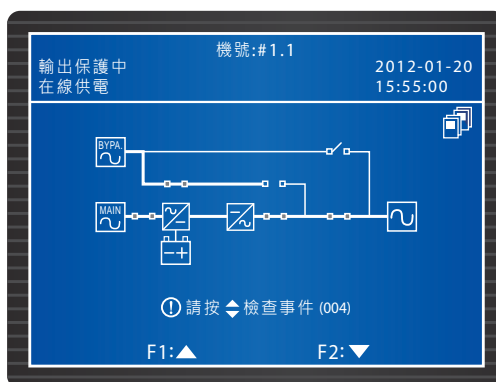 機號:#1.1
輸出保護中
在線供電
2012-01-20
15:55:00
BYPA.
MAIN
請按 檢查事件 (004)
F1:
F2: